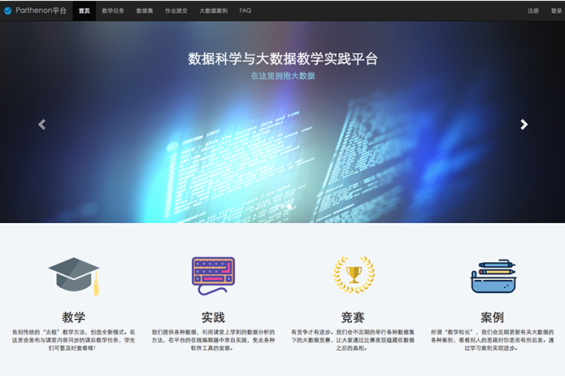 Parthenon平台 首页 教学任务 数据集 作业提交 大数据案例 FAQ 注册 登录
数据科学与大数据教学实践平台
在这里拥抱大数据
教学
告别传统的“古板”教学方法，创造全新模式。在
这里会发布与课堂内容同步的课后教学任务，学生
们可要及时查看哦！
实践
我们提供各种数据，利用课堂上学到的数据分析的
方法，在平台的在线编辑器中亲自实践，免去各种
软件工具的安装。
竞赛
有竞争才有进步。我们会不定期的举行各种数据集
下的大数据竞赛，让大家通过比赛发现蕴藏在数据
之后的真相。
案例
所谓“教学相长”，我们会定期更新有关大数据的
各种案例，看看别人的思路对你是否有所启发。通
过学习案例实现进步。